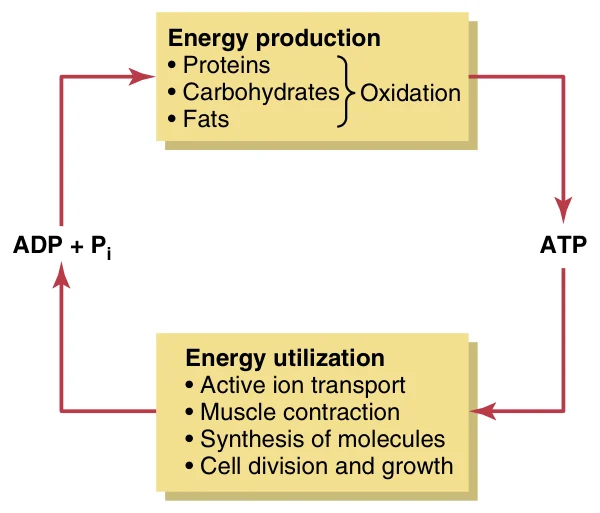 Energy production
• Proteins
• Carbohydrates
• Fats
Oxidation
ADP + Pi
ATP
Energy utilization
• Active ion transport
• Muscle contraction
• Synthesis of molecules
• Cell division and growth